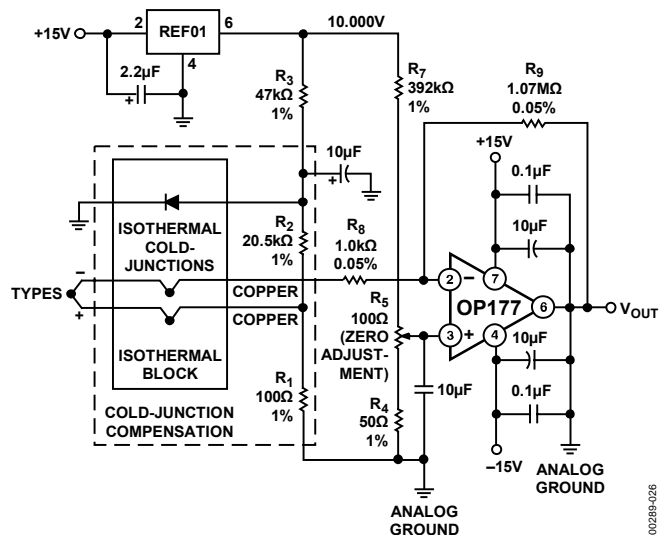 +15V
2
REF01
6
4
2.2µF
+
10.000V
R3
47kΩ
1%
R7
392kΩ
1%
R9
1.07MΩ
0.05%
+15V
0.1µF
10µF
+
10µF
ISOTHERMAL
COLD-
JUNCTIONS
R2
20.5kΩ
1%
R8
1.0kΩ
0.05%
–
TYPES
+
COPPER
COPPER
ISOTHERMAL
BLOCK
R5
100Ω
(ZERO
ADJUST-
MENT)
2
–
7
OP177
6
VOUT
3
+
4
R1
100Ω
1%
COLD-JUNCTION
COMPENSATION
10µF
R4
50Ω
1%
10µF
0.1µF
–15V
ANALOG
GROUND
ANALOG
GROUND
00289-026